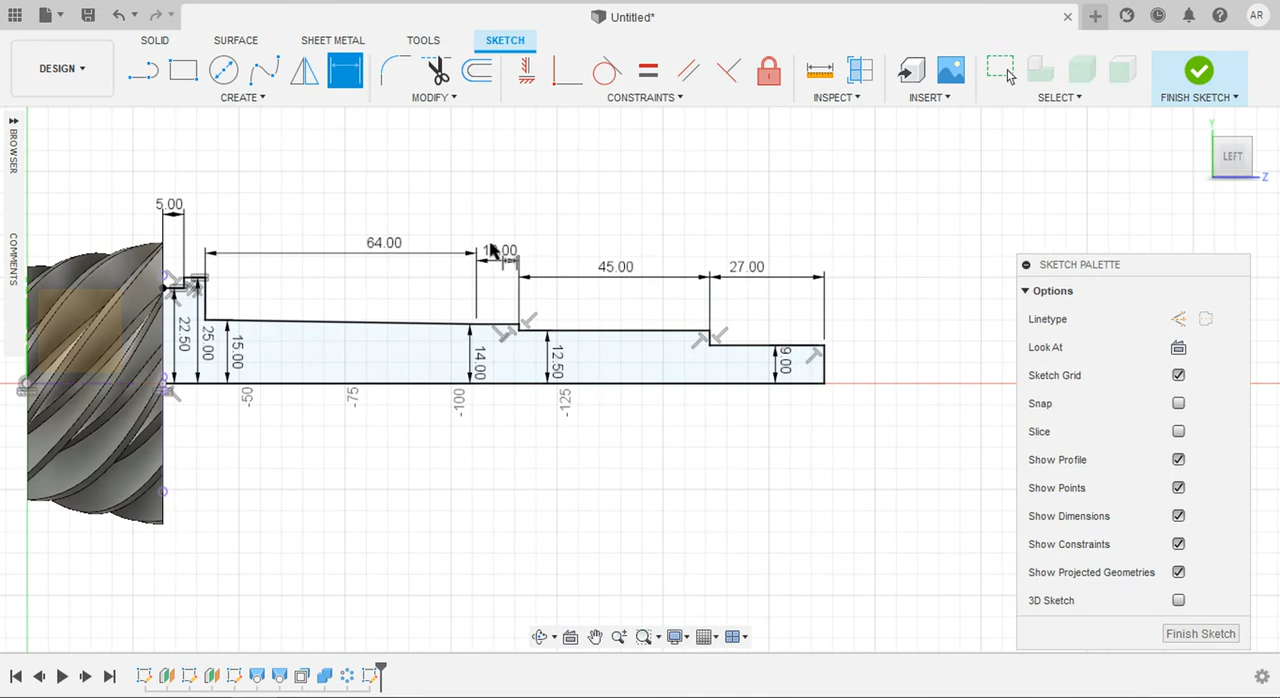 Untitled*
AR
DESIGN
SOLID
SURFACE
SHEET METAL
TOOLS
SKETCH
CREATE
MODIFY
CONSTRAINTS
INSPECT
INSERT
SELECT
FINISH SKETCH
BROWSER
COMMENTS
Y
LEFT
Z
5.00
64.00
45.00
27.00
22.50
25.00
15.00
14.00
12.50
9.00
-50
-75
-100
-125
SKETCH PALETTE
Options
Linetype
Look At
Sketch Grid
Snap
Slice
Show Profile
Show Points
Show Dimensions
Show Constraints
Show Projected Geometries
3D Sketch
Finish Sketch